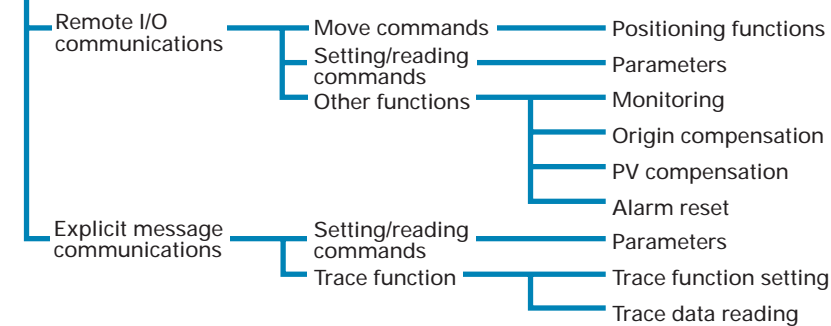 Remote I/O
communications
Move commands
Positioning functions
Setting/reading
commands
Parameters
Other functions
Monitoring
Origin compensation
PV compensation
Alarm reset
Explicit message
communications
Setting/reading
commands
Parameters
Trace function
Trace function setting
Trace data reading